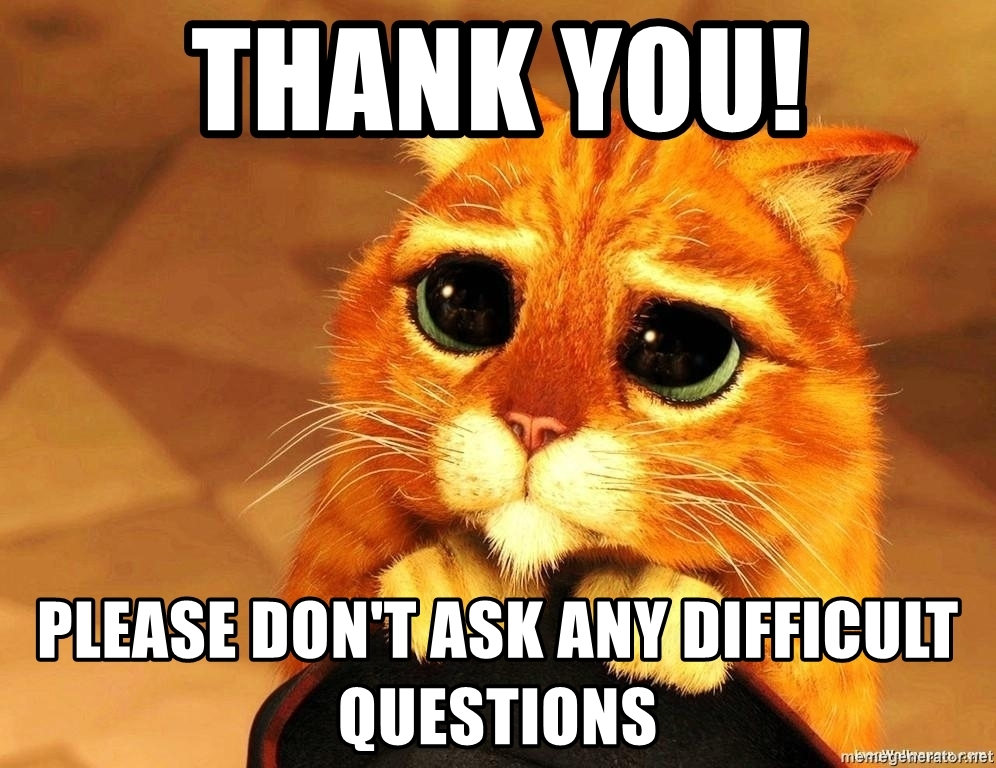 THANK YOU!
PLEASE DON'T ASK ANY DIFFICULT
QUESTIONS
memegenerator.net